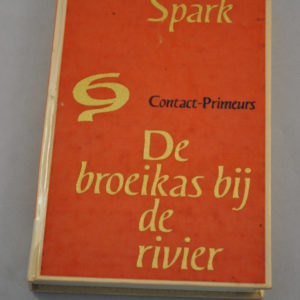 Spark
Contact-Primeurs
De
broeikas bij
de
rivier